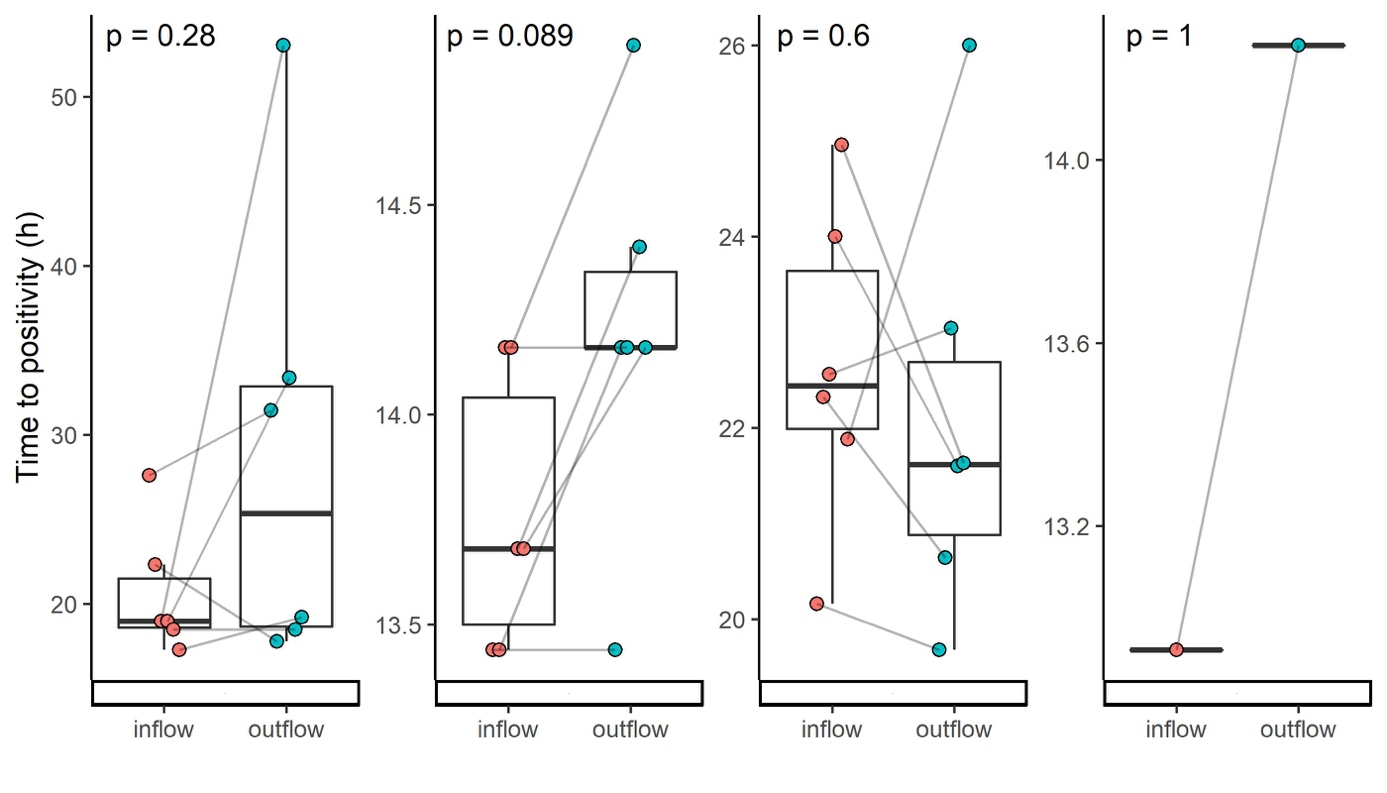 p = 0.28
p = 0.089
p = 0.6
p = 1
Time to positivity (h)
50
40
30
20
14.5
14.0
13.5
26
24
22
20
14.0
13.6
13.2
inflow outflow
inflow outflow
inflow outflow
inflow outflow